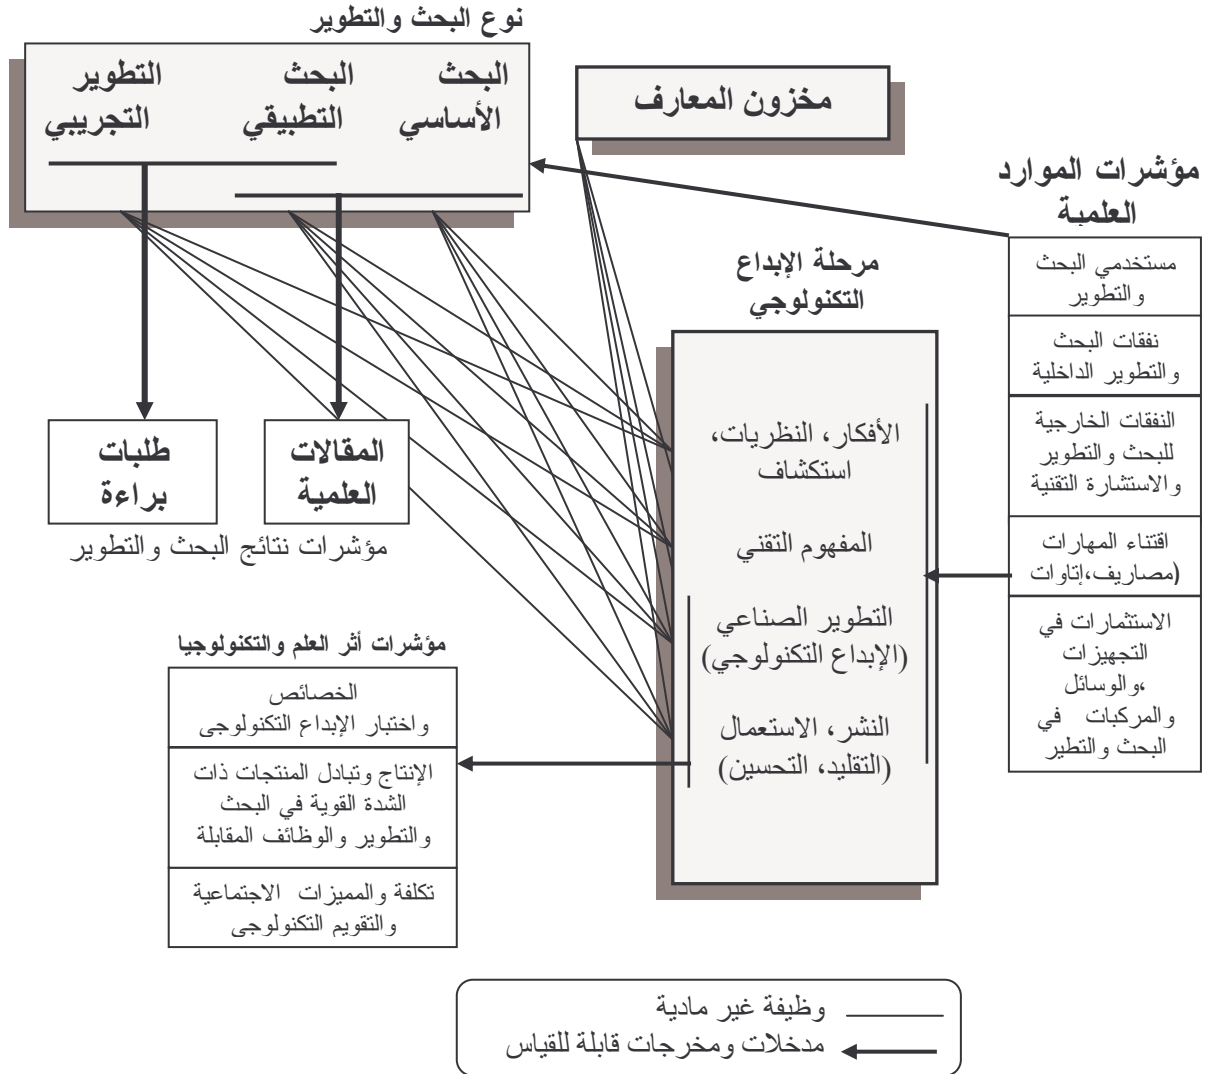 نوع البحث والتطوير
البحث
الأساسي
البحث
التطبيقي
التطوير
التجريبي
مخزون المعارف
مؤشرات الموارد
العلمبة
مستخدمي البحث
والتطوير
نفقات البحث
والتطوير الداخلية
النفقات الخارجية
للبحث والتطوير
والاستشارة التقنية
اقتناء المهارات
(مصاريف،إتاوات
الاستثمارات في
التجهيزات
،والوسائل
والمركبات في
البحث والتطير
مرحلة الإبداع
التكنولوجي
الأفكار، النظريات،
استكشاف
المفهوم التقني
التطوير الصناعي
(الإبداع التكنولوجي)
النشر، الاستعمال
(التقليد، التحسين)
المقالات
العلمية
طلبات
براءة
مؤشرات نتائج البحث والتطوير
مؤشرات أثر العلم والتكنولوجيا
الخصائص
واختبار الإبداع التكنولوجي
الإنتاج وتبادل المنتجات ذات
الشدة القوية في البحث
والتطوير والوظائف المقابلة
تكلفة والمميزات الاجتماعية
والتقويم التكنولوجي
وظيفة غير مادية
مدخلات ومخرجات قابلة للقياس